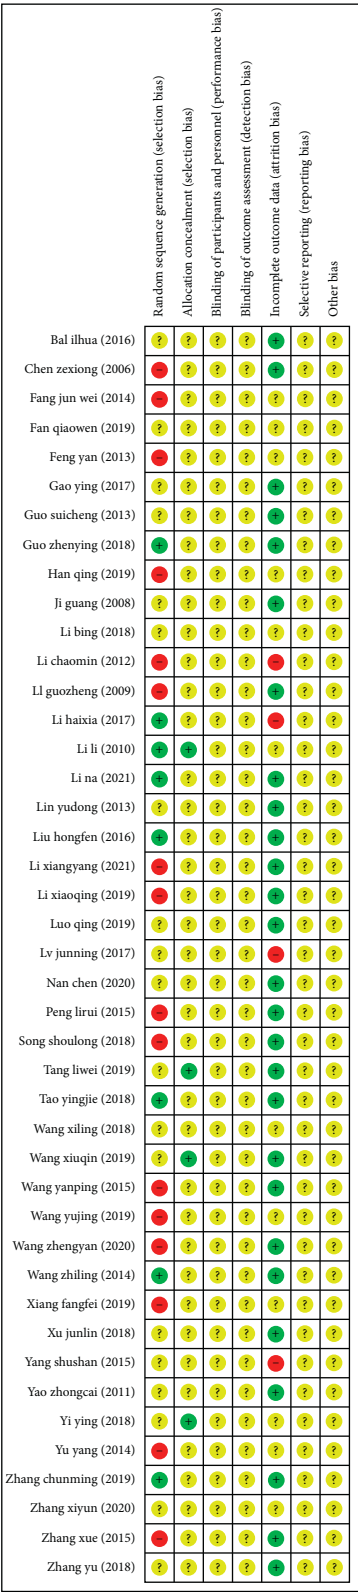 Random sequence generation (selection bias)
Allocation concealment (selection bias)
Blinding of participants and personnel (performance bias)
Blinding of outcome assessment (detection bias)
Incomplete outcome data (attrition bias)
Selective reporting (reporting bias)
Other bias
Bal ilhua (2016) ? ? ? ? + ? ?
Chen zexiong (2006) – ? ? ? + ? ?
Fang jun wei (2014) – ? ? ? ? ? ?
Fan qiaowen (2019) ? ? ? ? ? ? ?
Feng yan (2013) – ? ? ? ? ? ?
Gao ying (2017) ? ? ? ? + ? ?
Guo suicheng (2013) ? ? ? ? + ? ?
Guo zhenying (2018) + ? ? ? + ? ?
Han qing (2019) – ? ? ? ? ? ?
Ji guang (2008) ? ? ? ? + ? ?
Li bing (2018) ? ? ? ? ? ? ?
Li chaomin (2012) – ? ? ? – ? ?
Ll guozheng (2009) – ? ? ? + ? ?
Li haixia (2017) + ? ? ? – ? ?
Li li (2010) + + ? ? ? ? ?
Li na (2021) + ? ? ? + ? ?
Lin yudong (2013) ? ? ? ? + ? ?
Liu hongfen (2016) + ? ? ? + ? ?
Li xiangyang (2021) – ? ? ? + ? ?
Li xiaoqing (2019) – ? ? ? + ? ?
Luo qing (2019) ? ? ? ? + ? ?
Lv junning (2017) ? ? ? ? – ? ?
Nan chen (2020) ? ? ? ? + ? ?
Peng lirui (2015) – ? ? ? + ? ?
Song shoulong (2018) – ? ? ? + ? ?
Tang liwei (2019) ? + ? ? + ? ?
Tao yingjie (2018) + ? ? ? + ? ?
Wang xiling (2018) ? ? ? ? ? ? ?
Wang xiuqin (2019) ? + ? ? + ? ?
Wang yanping (2015) – ? ? ? + ? ?
Wang yujing (2019) – ? ? ? ? ? ?
Wang zhengyan (2020) – ? ? ? + ? ?
Wang zhiling (2014) + ? ? ? + ? ?
Xiang fangfei (2019) – ? ? ? ? ? ?
Xu junlin (2018) ? ? ? ? + ? ?
Yang shushan (2015) ? ? ? ? – ? ?
Yao zhongcai (2011) ? ? ? ? + ? ?
Yi ying (2018) ? + ? ? ? ? ?
Yu yang (2014) – ? ? ? ? ? ?
Zhang chunming (2019) + ? ? ? + ? ?
Zhang xiyun (2020) ? ? ? ? ? ? ?
Zhang xue (2015) – ? ? ? + ? ?
Zhang yu (2018) ? ? ? ? + ? ?